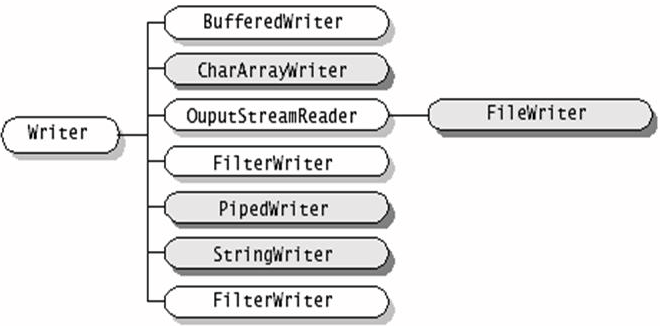 BufferedWriter
CharArrayWriter
Writer
OuputStreamReader
FileWriter
FilterWriter
PipedWriter
StringWriter
FilterWriter